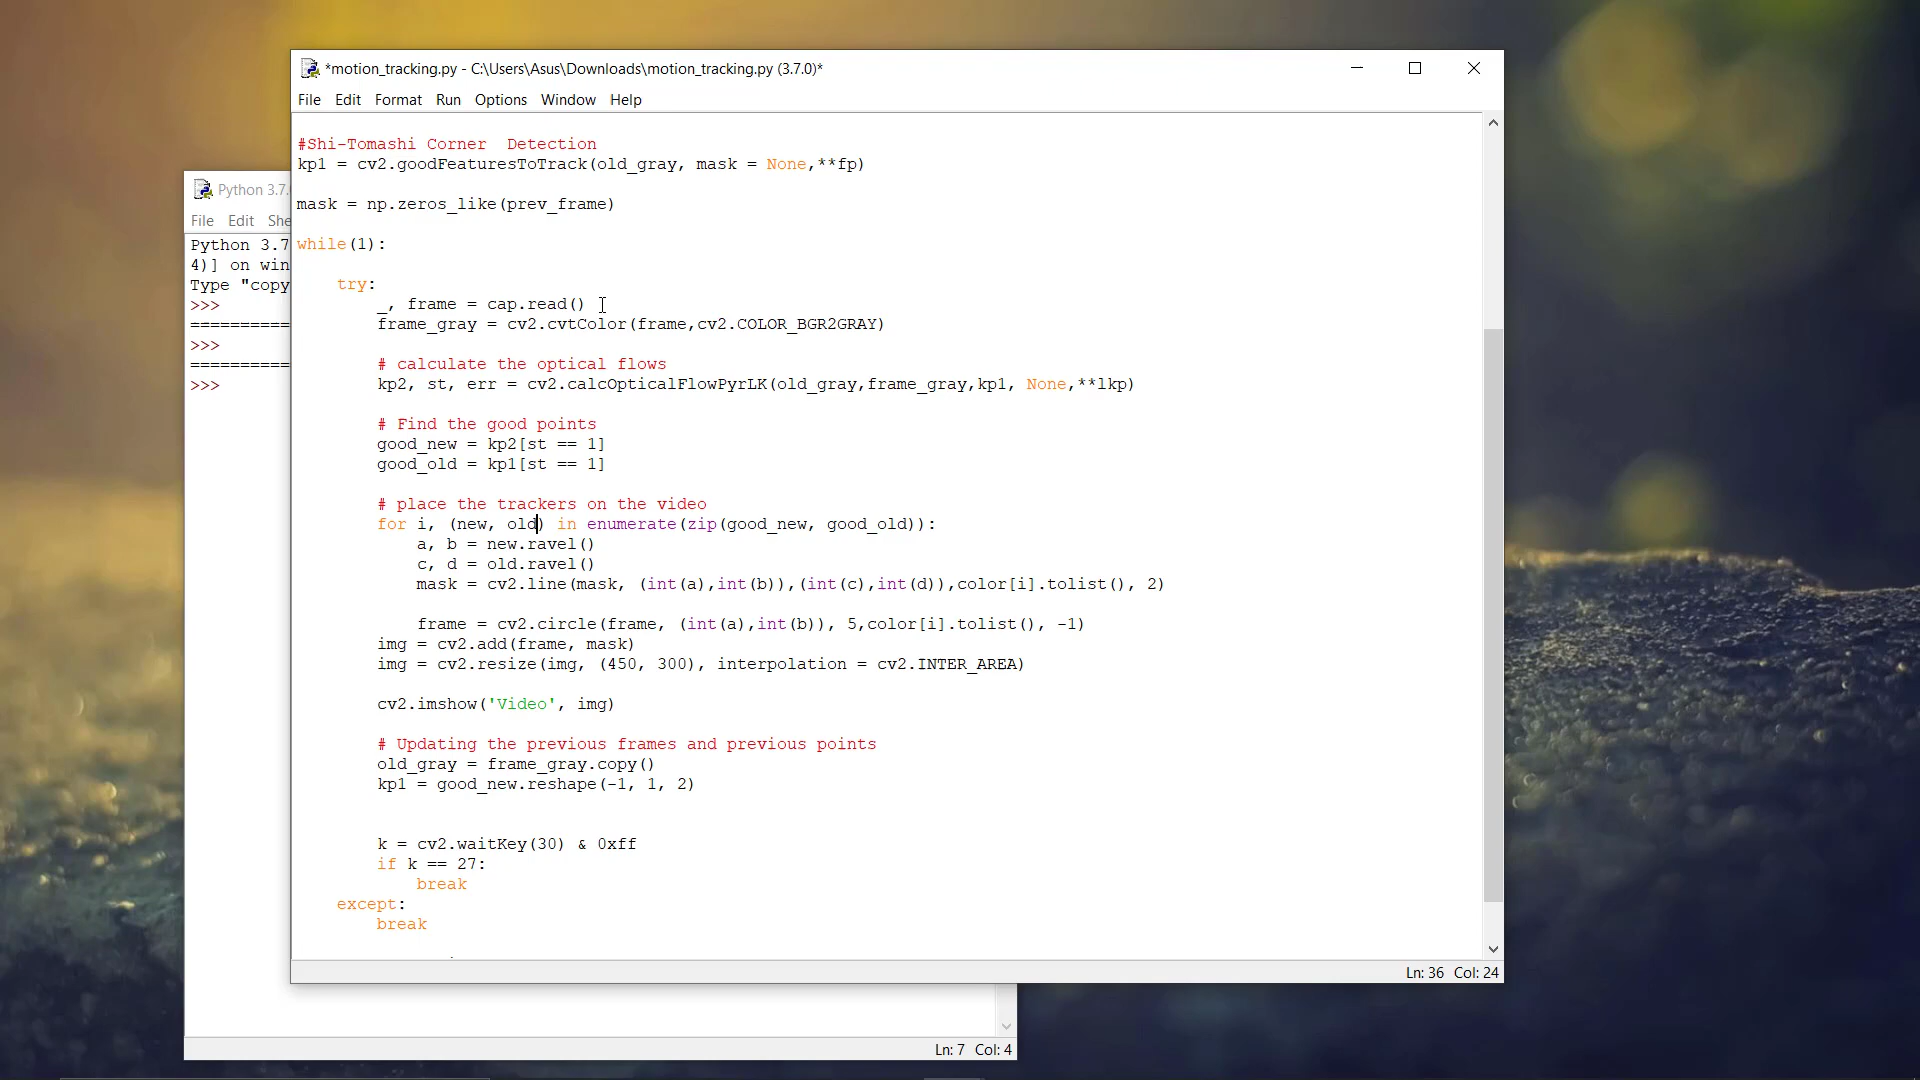 *motion_tracking.py - C:\Users\Asus\Downloads\motion_tracking.py (3.7.0)*
File Edit Format Run Options Window Help
#Shi-Tomashi Corner  Detection
kp1 = cv2.goodFeaturesToTrack(old_gray, mask = None,**fp)
mask = np.zeros_like(prev_frame)
while(1):
    try:
        _, frame = cap.read()
        frame_gray = cv2.cvtColor(frame,cv2.COLOR_BGR2GRAY)
        # calculate the optical flows
        kp2, st, err = cv2.calcOpticalFlowPyrLK(old_gray,frame_gray,kp1, None,**lkp)
        # Find the good points
        good_new = kp2[st == 1]
        good_old = kp1[st == 1]
        # place the trackers on the video
        for i, (new, old) in enumerate(zip(good_new, good_old)):
            a, b = new.ravel()
            c, d = old.ravel()
            mask = cv2.line(mask, (int(a),int(b)),(int(c),int(d)),color[i].tolist(), 2)
            frame = cv2.circle(frame, (int(a),int(b)), 5,color[i].tolist(), -1)
        img = cv2.add(frame, mask)
        img = cv2.resize(img, (450, 300), interpolation = cv2.INTER_AREA)
        cv2.imshow('Video', img)
        # Updating the previous frames and previous points
        old_gray = frame_gray.copy()
        kp1 = good_new.reshape(-1, 1, 2)
        k = cv2.waitKey(30) & 0xff
        if k == 27:
            break
    except:
        break
Ln: 36 Col: 24
Python 3.7.
File Edit She
Python 3.7
4)] on win
Type "copy
>>>
===========
>>>
===========
>>>
Ln: 7 Col: 4